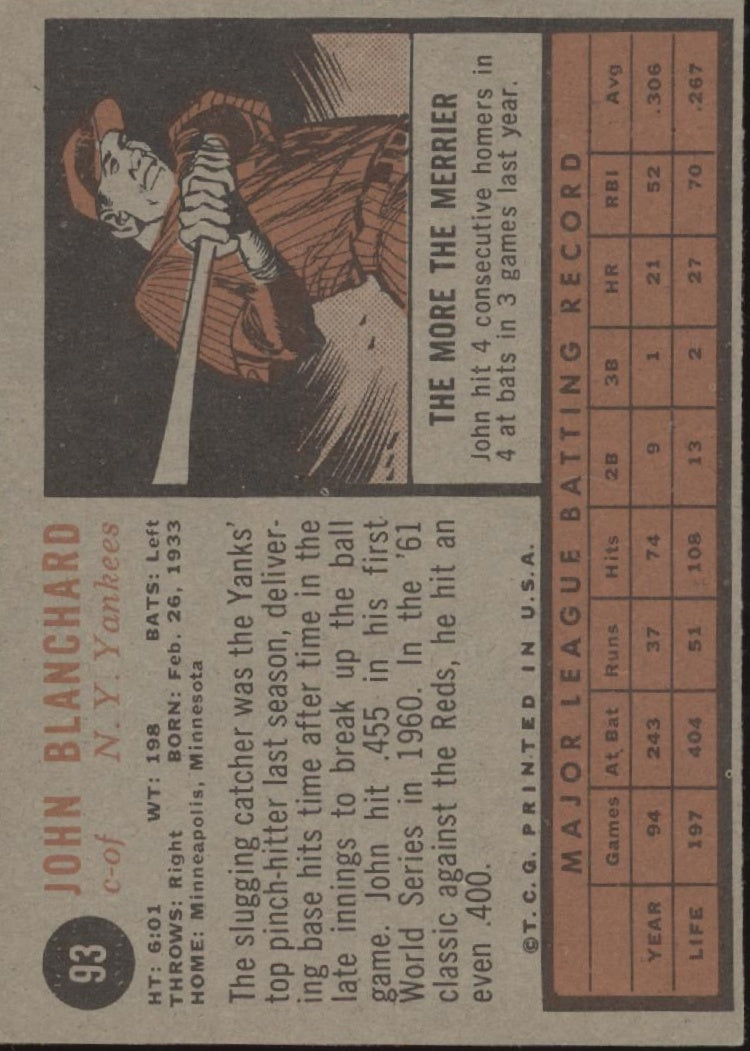 93
JOHN BLANCHARD
c-of N. Y. Yankees
HT: 6:01 WT: 198 BATS: Left
THROWS: Right BORN: Feb. 26, 1933
HOME: Minneapolis, Minnesota
The slugging catcher was the Yanks'
top pinch-hitter last season, deliver-
ing base hits time after time in the
late innings to break up the ball
game. John hit .455 in his first
World Series in 1960. In the '61
classic against the Reds, he hit an
even .400.
©T. C. G. PRINTED IN U.S.A.
THE MORE THE MERRIER
John hit 4 consecutive homers in
4 at bats in 3 games last year.
MAJOR LEAGUE BATTING RECORD
Games At Bat Runs Hits 2B 3B HR RBI Avg
YEAR 94 243 37 74 9 1 21 52 .306
LIFE 197 404 51 108 13 2 27 70 .267